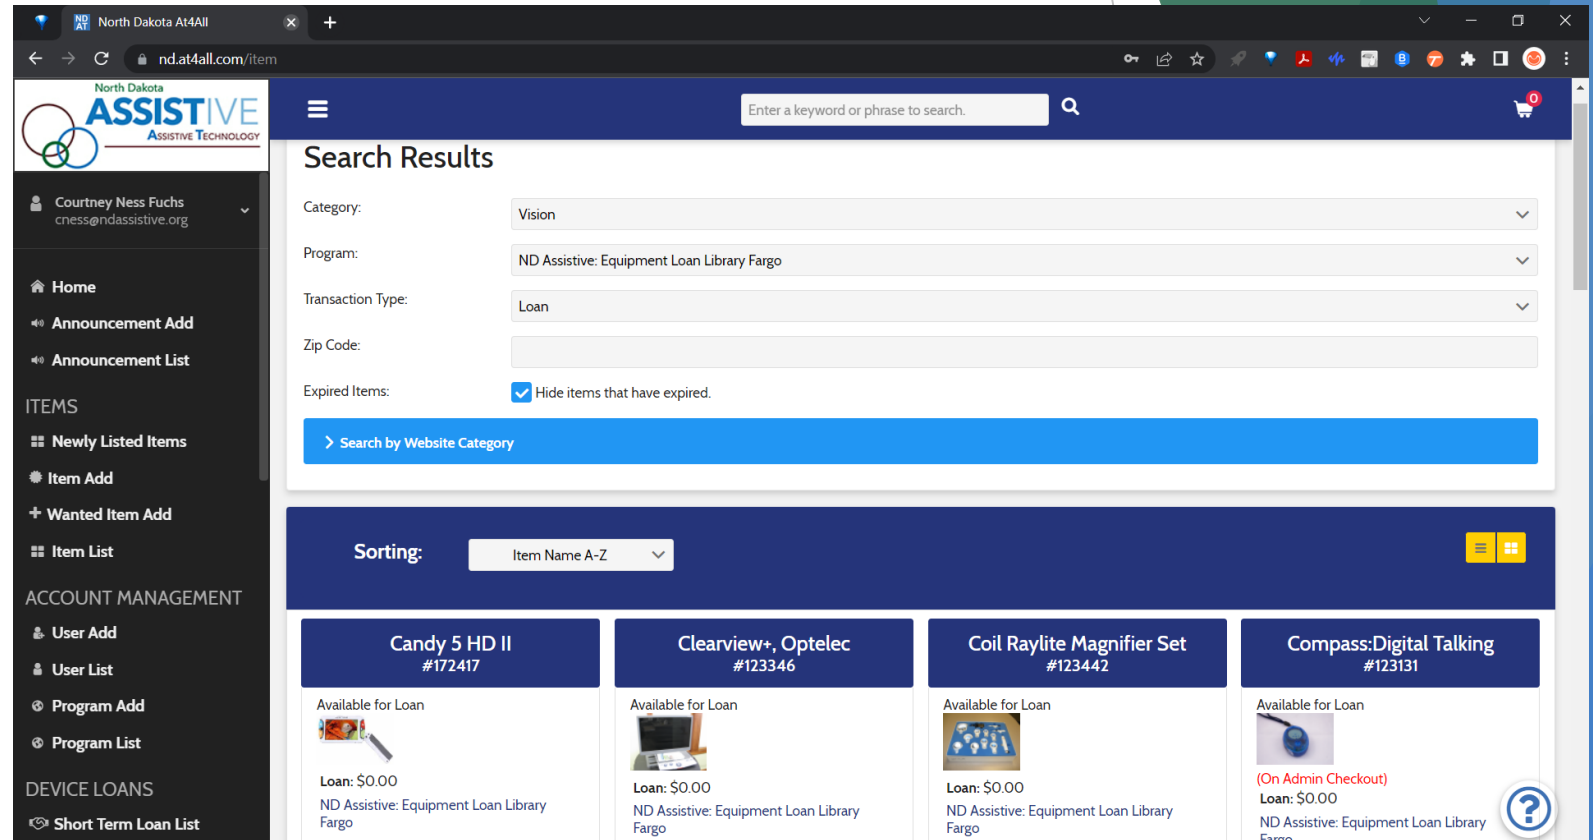 North Dakota At4All
nd.at4all.com/item
North Dakota
ASSISTIVE
ASSISTIVE TECHNOLOGY
Enter a keyword or phrase to search.
0
Courtney Ness Fuchs
cness@ndassistive.org
Home
Announcement Add
Announcement List
ITEMS
Newly Listed Items
Item Add
Wanted Item Add
Item List
ACCOUNT MANAGEMENT
User Add
User List
Program Add
Program List
DEVICE LOANS
Short Term Loan List
Search Results
Category:
Vision
Program:
ND Assistive: Equipment Loan Library Fargo
Transaction Type:
Loan
Zip Code:
Expired Items:
Hide items that have expired.
Search by Website Category
Sorting:
Item Name A-Z
Candy 5 HD II
#172417
Available for Loan
Loan: $0.00
ND Assistive: Equipment Loan Library
Fargo
Clearview+, Optelec
#123346
Available for Loan
Loan: $0.00
ND Assistive: Equipment Loan Library
Fargo
Coil Raylite Magnifier Set
#123442
Available for Loan
Loan: $0.00
ND Assistive: Equipment Loan Library
Fargo
Compass:Digital Talking
#123131
Available for Loan
(On Admin Checkout)
Loan: $0.00
ND Assistive: Equipment Loan Library
Fargo
?